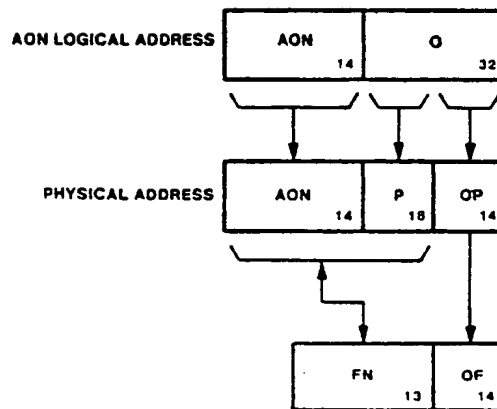 AON LOGICAL ADDRESS
AON 14
O 32
PHYSICAL ADDRESS
AON 14
P 18
OP 14
FN 13
OF 14